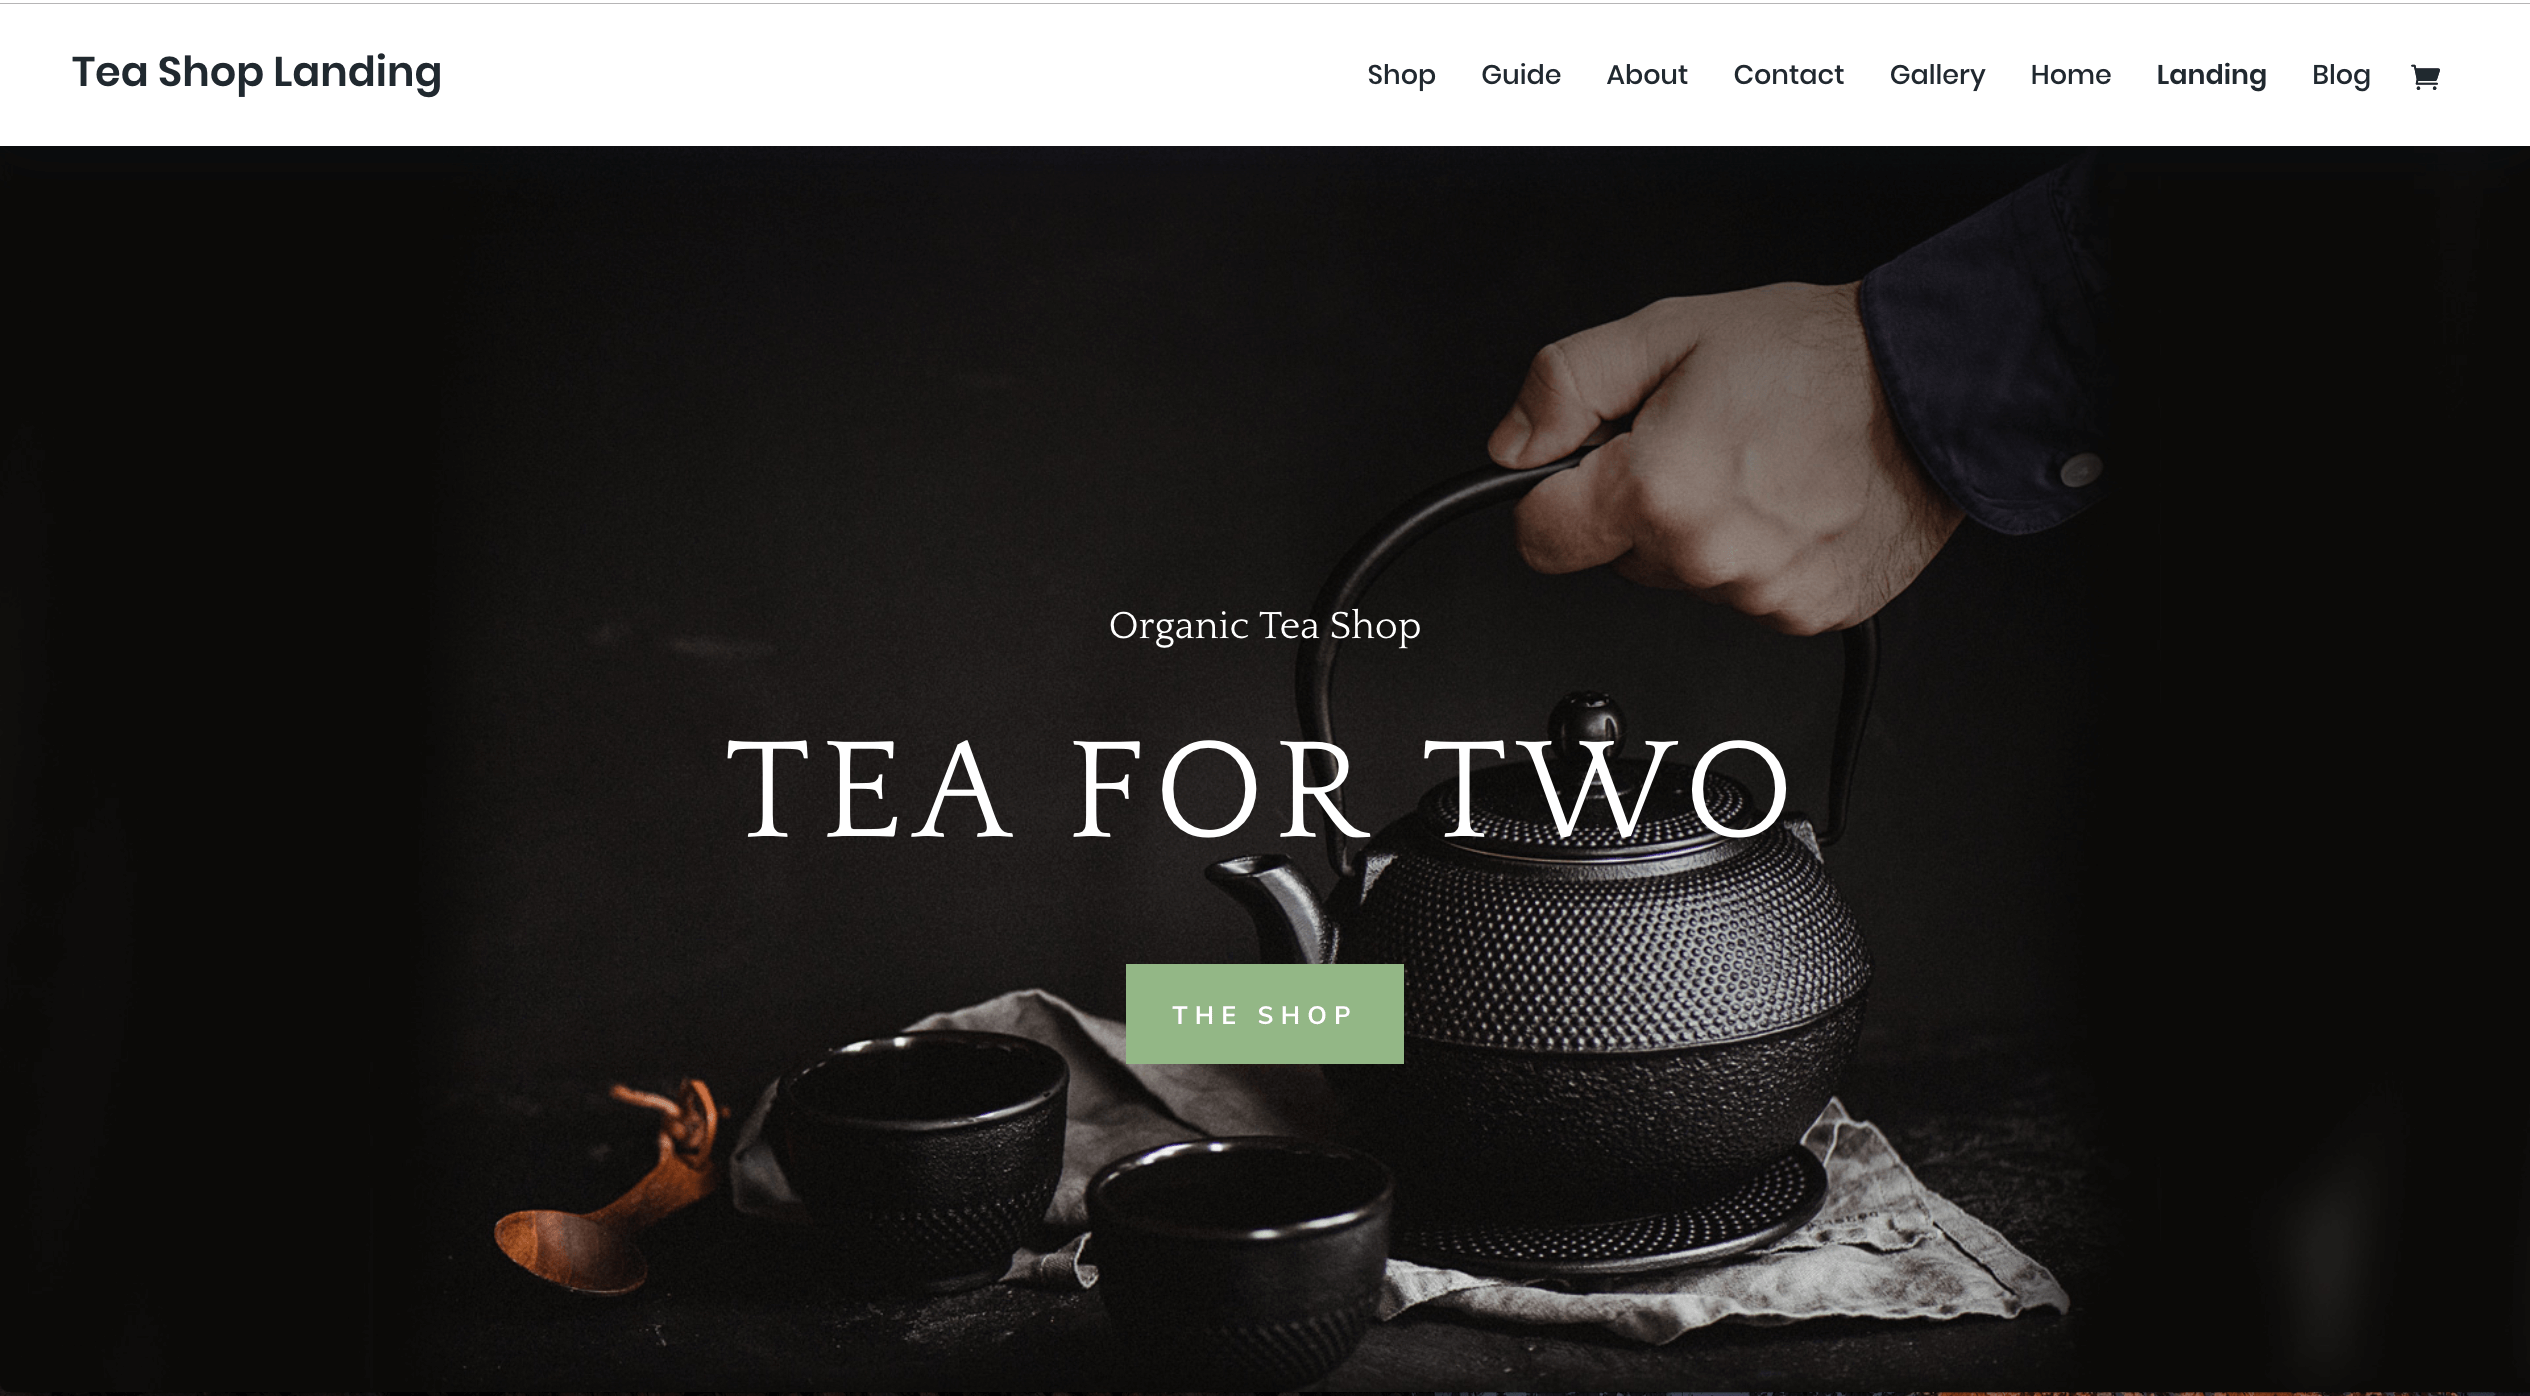 Tea Shop Landing
Shop Guide About Contact Gallery Home Landing Blog
Organic Tea Shop
TEA FOR TWO
THE SHOP